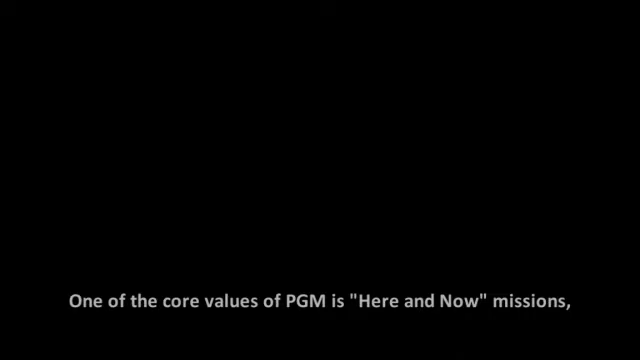 One of the core values of PGM is "Here and Now" missions,